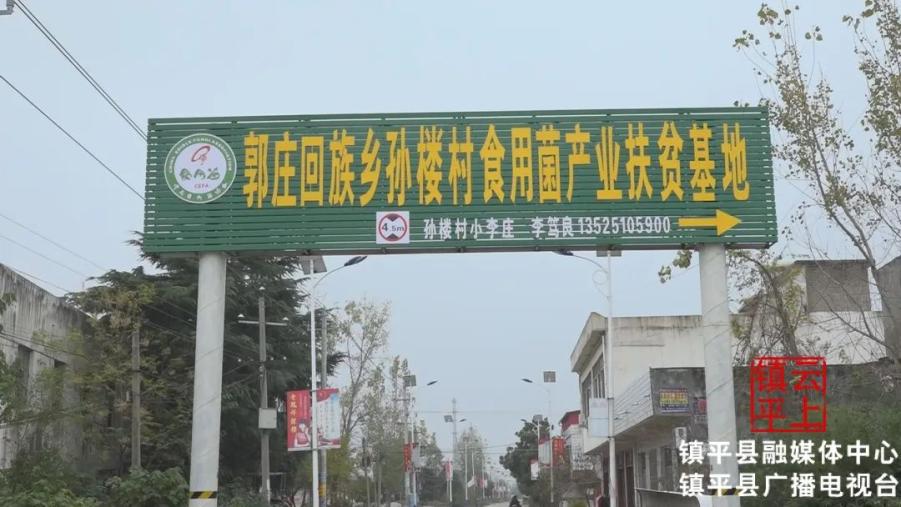 郭庄回族乡孙楼村食用菌产业扶贫基地
4.5m
孙楼村小李庄 李笃良13525105900
CEFA
云上镇平
镇平县融媒体中心
镇平县广播电视台